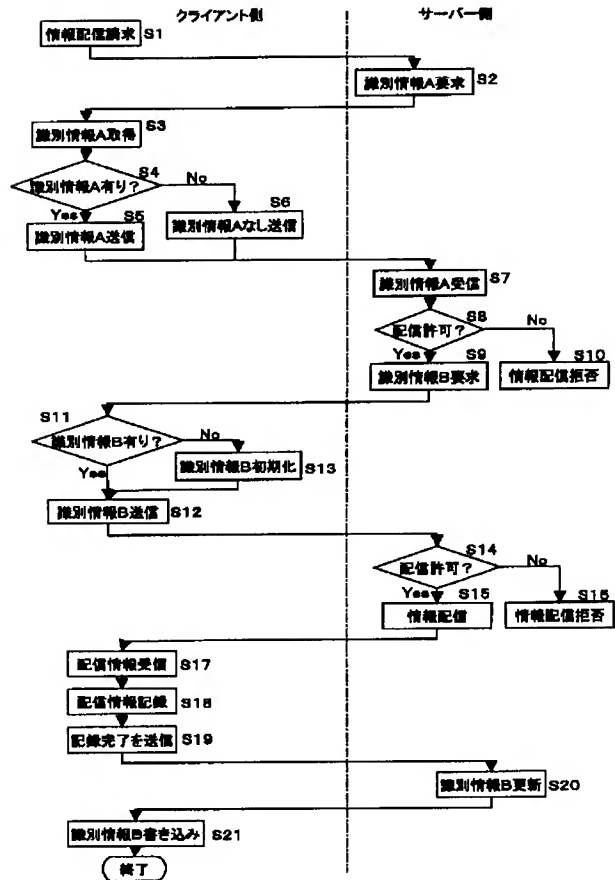 クライアント側
サーバー側
情報配信請求 S1
識別情報A要求 S2
識別情報A取得 S3
識別情報A有り? S4
No
Yes
識別情報A送信 S5
識別情報Aなし送信 S6
識別情報A受信 S7
配信許可? S8
No
Yes
識別情報B要求 S9
情報配信拒否 S10
S11
識別情報B有り?
No
Yes
識別情報B初期化 S13
識別情報B送信 S12
配信許可? S14
No
Yes
情報配信 S15
情報配信拒否 S16
配信情報受信 S17
配信情報記録 S18
記録完了を送信 S19
識別情報B更新 S20
識別情報B書き込み S21
終了